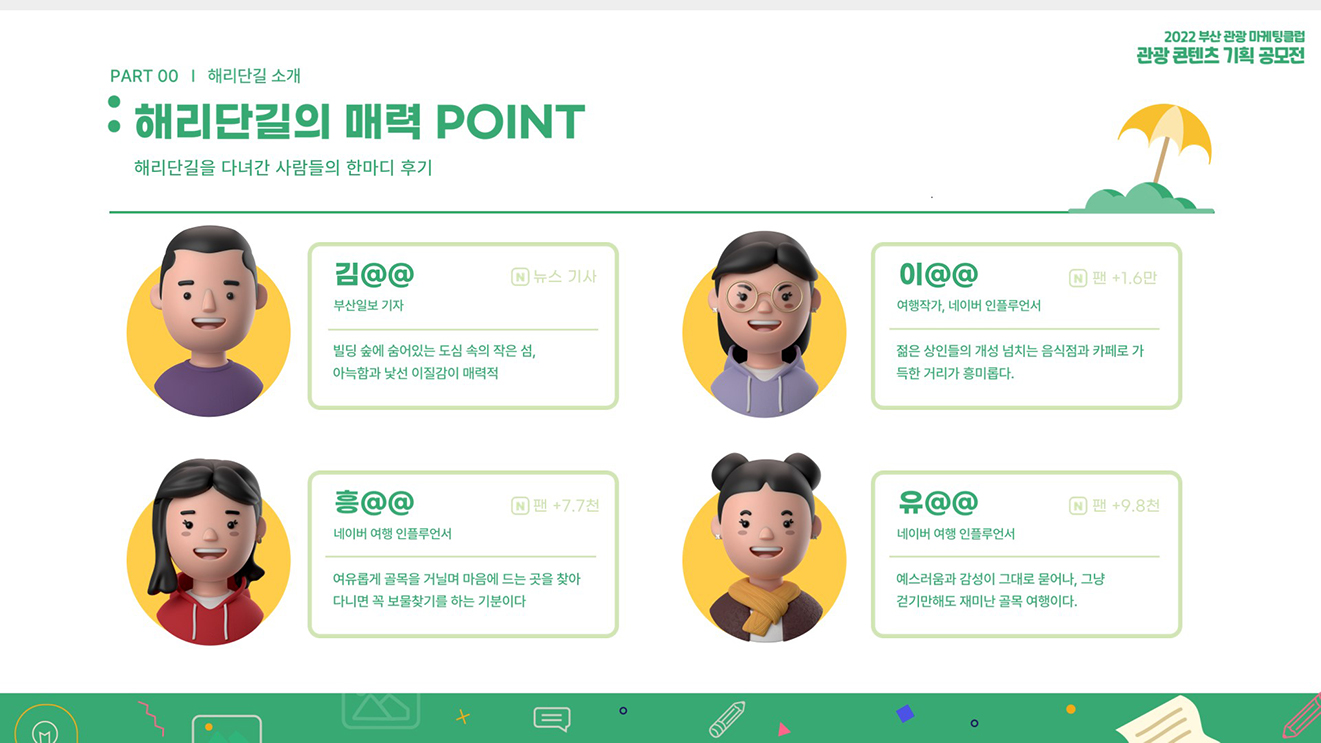 2022 부산 관광 마케팅클럽
관광 콘텐츠 기획 공모전
PART 00 I 해리단길 소개
: 해리단길의 매력 POINT
해리단길을 다녀간 사람들의 한마디 후기
김@@
N 뉴스 기사
부산일보 기자
빌딩 숲에 숨어있는 도심 속의 작은 섬,
아늑함과 낯선 이질감이 매력적
이@@
N 팬 +1.6만
여행작가, 네이버 인플루언서
젊은 상인들의 개성 넘치는 음식점과 카페로 가
득한 거리가 흥미롭다.
흥@@
N 팬 +7.7천
네이버 여행 인플루언서
여유롭게 골목을 거닐며 마음에 드는 곳을 찾아
다니면 꼭 보물찾기를 하는 기분이다
유@@
N 팬 +9.8천
네이버 여행 인플루언서
예스러움과 감성이 그대로 묻어나, 그냥
걷기만해도 재미난 골목 여행이다.